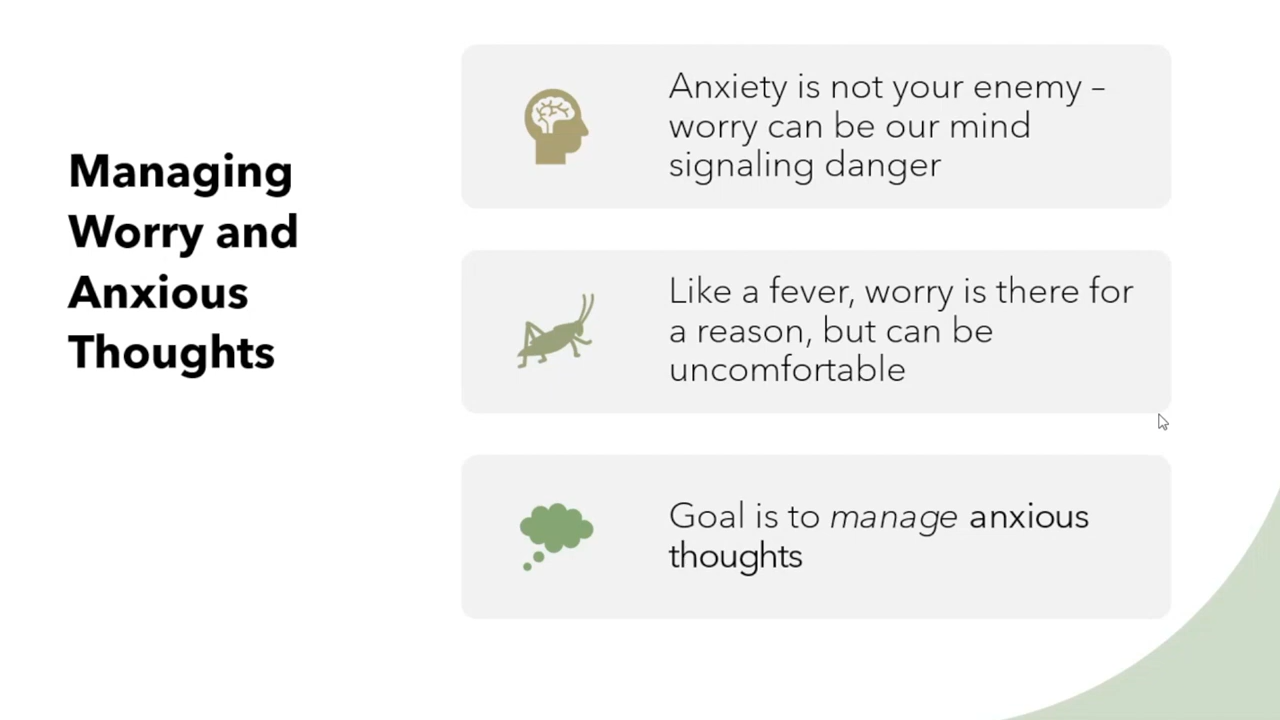 Managing
Worry and
Anxious
Thoughts
Anxiety is not your enemy –
worry can be our mind
signaling danger
Like a fever, worry is there for
a reason, but can be
uncomfortable
Goal is to manage anxious
thoughts